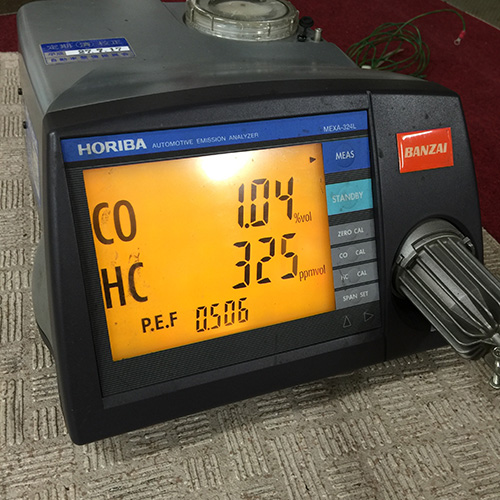 HORIBA AUTOMOTIVE EMISSION ANALYZER MEXA-324L
BANZAI
MEAS
STANDBY
ZERO CAL
CO CAL
HC CAL
SPAN SET
CO 1.04 %vol
HC 325 ppmvol
P.E.F 0.506